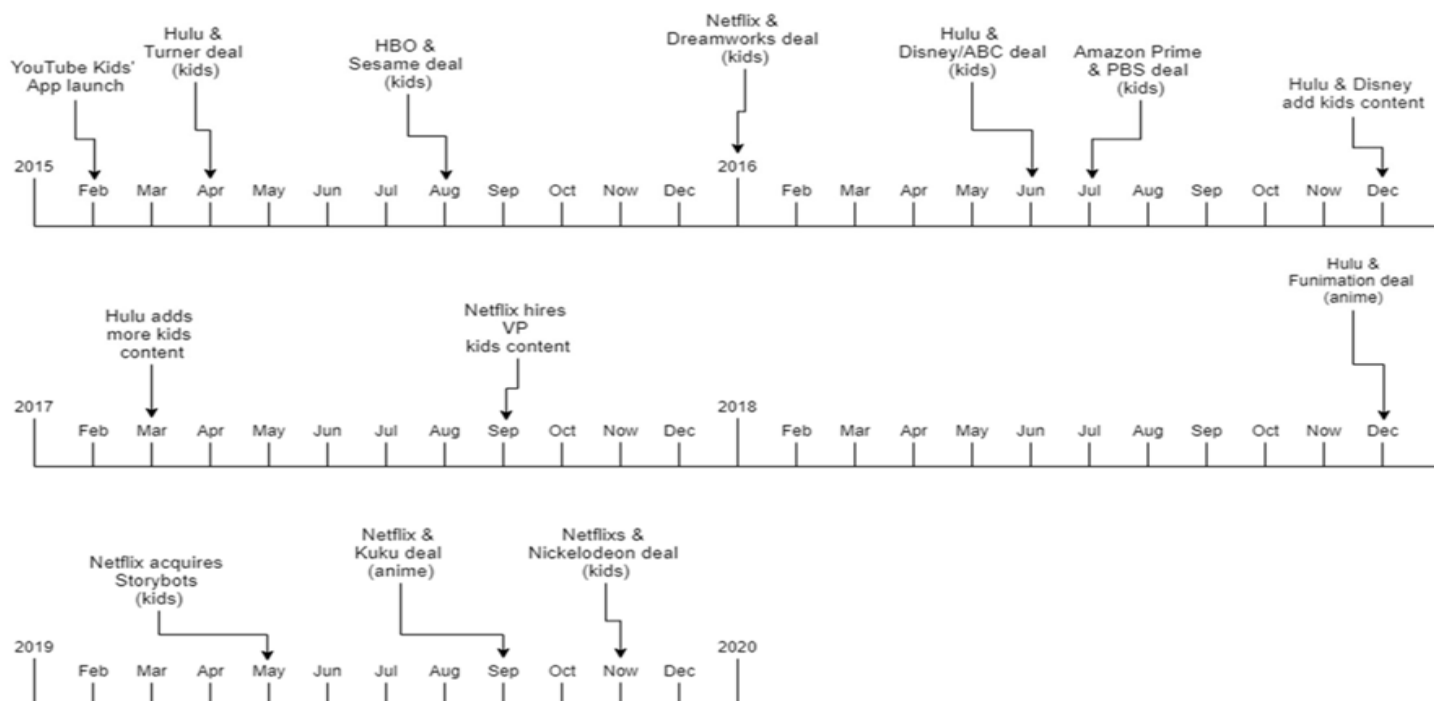 YouTube Kids'
App launch
Hulu &
Turner deal
(kids)
HBO &
Sesame deal
(kids)
Netflix &
Dreamworks deal
(kids)
Hulu &
Disney/ABC deal
(kids)
Amazon Prime
& PBS deal
(kids)
Hulu & Disney
add kids content
2015 Feb Mar Apr May Jun Jul Aug Sep Oct Now Dec 2016 Feb Mar Apr May Jun Jul Aug Sep Oct Now Dec
Hulu adds
more kids
content
Netflix hires
VP
kids content
Hulu &
Funimation deal
(anime)
2017 Feb Mar Apr May Jun Jul Aug Sep Oct Now Dec 2018 Feb Mar Apr May Jun Jul Aug Sep Oct Now Dec
Netflix acquires
Storybots
(kids)
Netflix &
Kuku deal
(anime)
Netflixs &
Nickelodeon deal
(kids)
2019 Feb Mar Apr May Jun Jul Aug Sep Oct Now Dec 2020